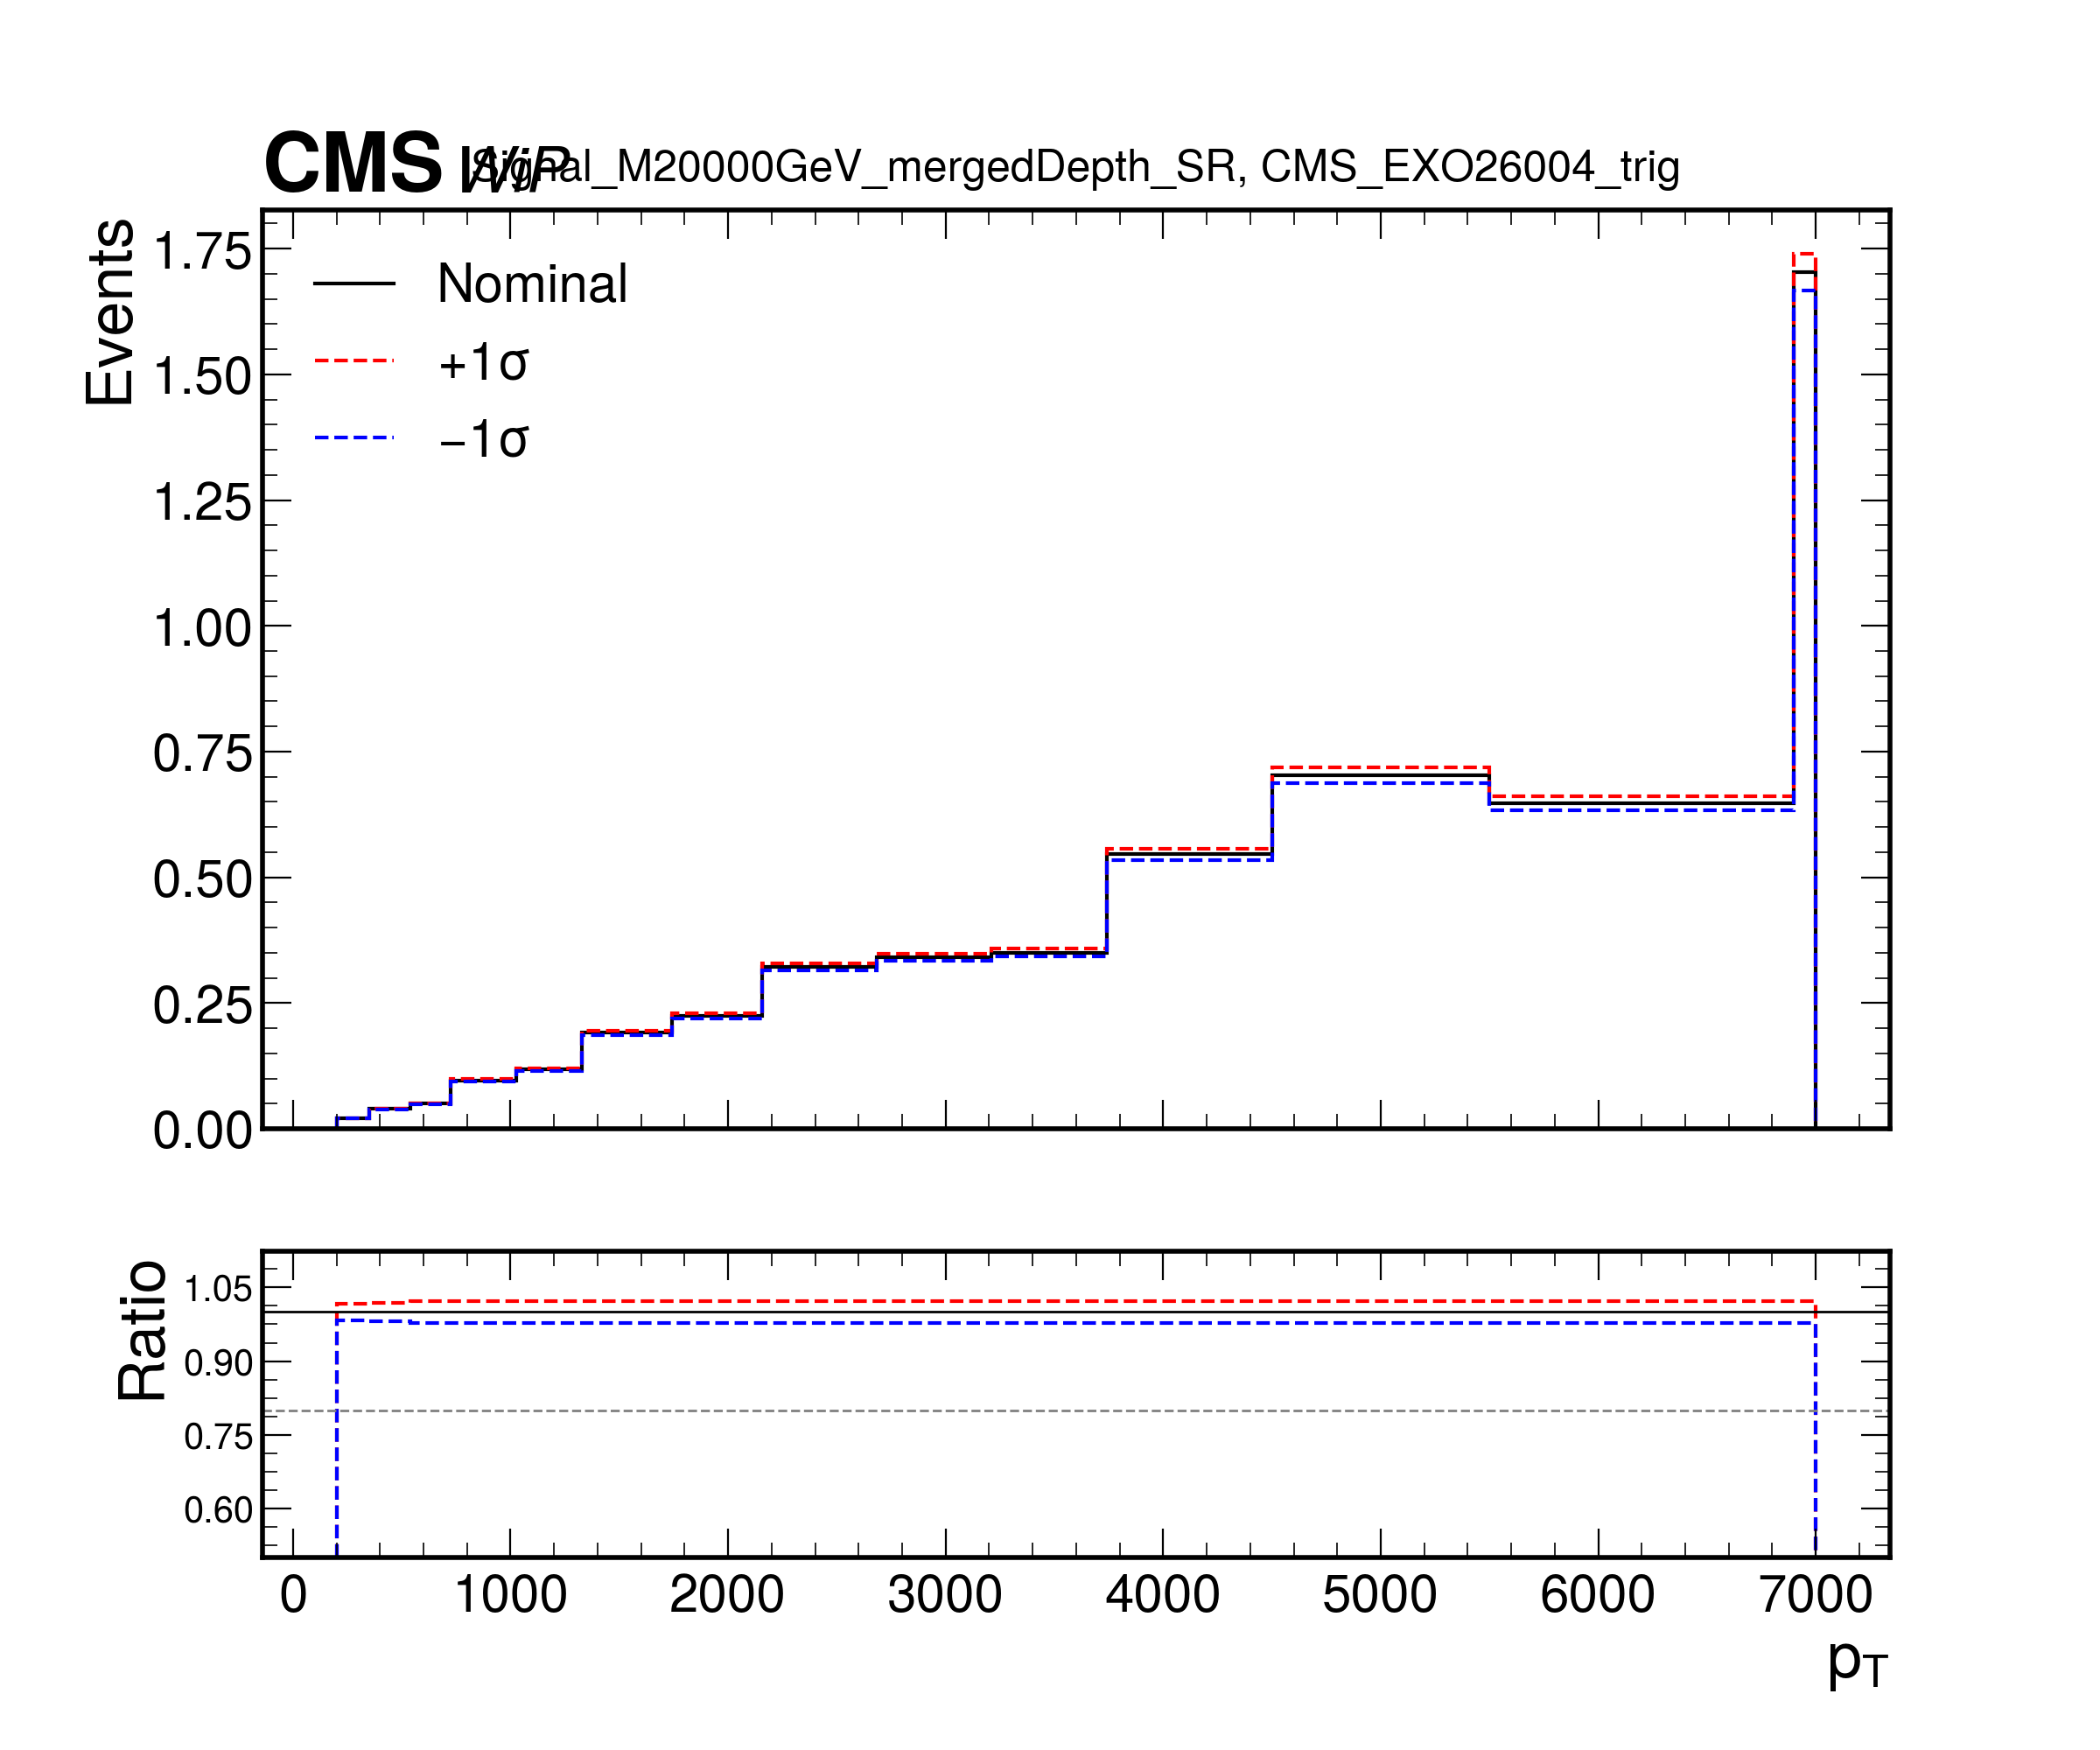 CMS WiP Signal_M20000GeV_mergedDepth_SR, CMS_EXO26004_trig
Events
1.75
1.50
1.25
1.00
0.75
0.50
0.25
0.00
Nominal
+1σ
−1σ
Ratio
1.05
0.90
0.75
0.60
0 1000 2000 3000 4000 5000 6000 7000
pT